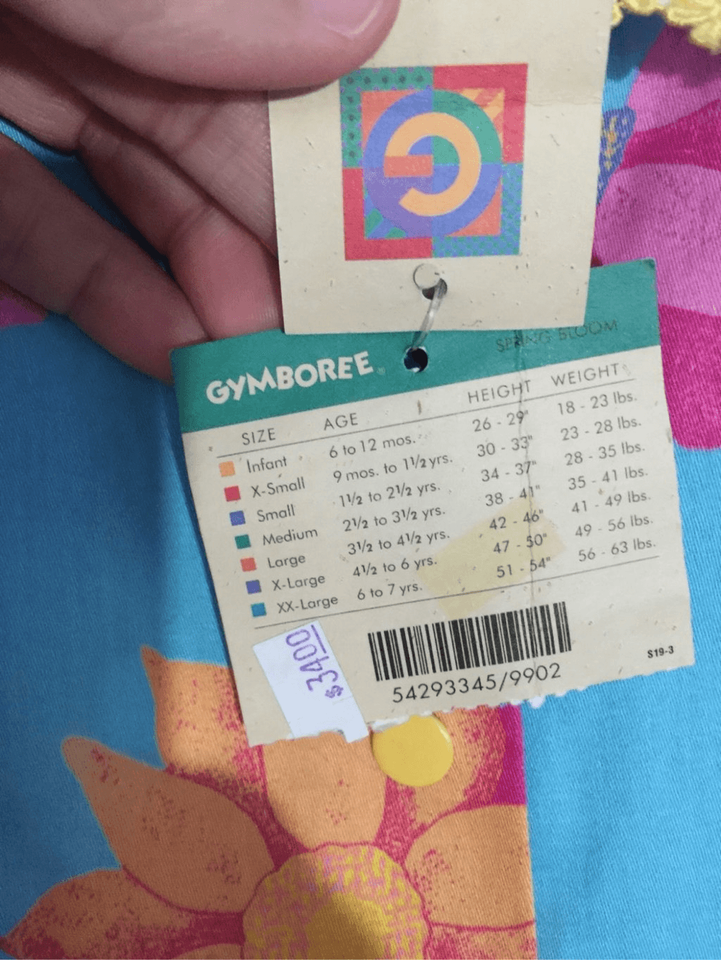 GYMBOREE®
SPRING BLOOM
SIZE AGE HEIGHT WEIGHT
Infant 6 to 12 mos. 26 - 29" 18 - 23 lbs.
X-Small 9 mos. to 1½ yrs. 30 - 33" 23 - 28 lbs.
Small 1½ to 2½ yrs. 34 - 37" 28 - 35 lbs.
Medium 2½ to 3½ yrs. 38 - 41" 35 - 41 lbs.
Large 3½ to 4½ yrs. 42 - 46" 41 - 49 lbs.
X-Large 4½ to 6 yrs. 47 - 50" 49 - 56 lbs.
XX-Large 6 to 7 yrs. 51 - 54" 56 - 63 lbs.
$3400
54293345/9902
S19-3